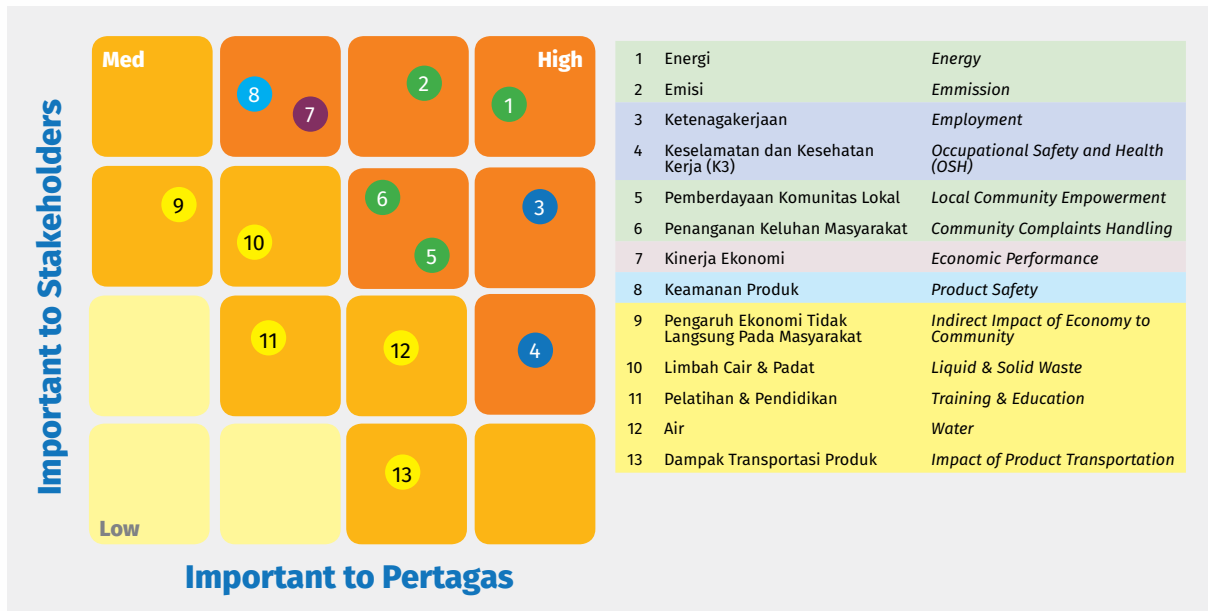 Important to Stakeholders
Med
High
8
7
2
1
9
10
6
5
3
11
12
4
13
Low
Important to Pertagas
1 Energi Energy
2 Emisi Emmission
3 Ketenagakerjaan Employment
4 Keselamatan dan Kesehatan Occupational Safety and Health
Kerja (K3) (OSH)
5 Pemberdayaan Komunitas Lokal Local Community Empowerment
6 Penanganan Keluhan Masyarakat Community Complaints Handling
7 Kinerja Ekonomi Economic Performance
8 Keamanan Produk Product Safety
9 Pengaruh Ekonomi Tidak Indirect Impact of Economy to
Langsung Pada Masyarakat Community
10 Limbah Cair & Padat Liquid & Solid Waste
11 Pelatihan & Pendidikan Training & Education
12 Air Water
13 Dampak Transportasi Produk Impact of Product Transportation